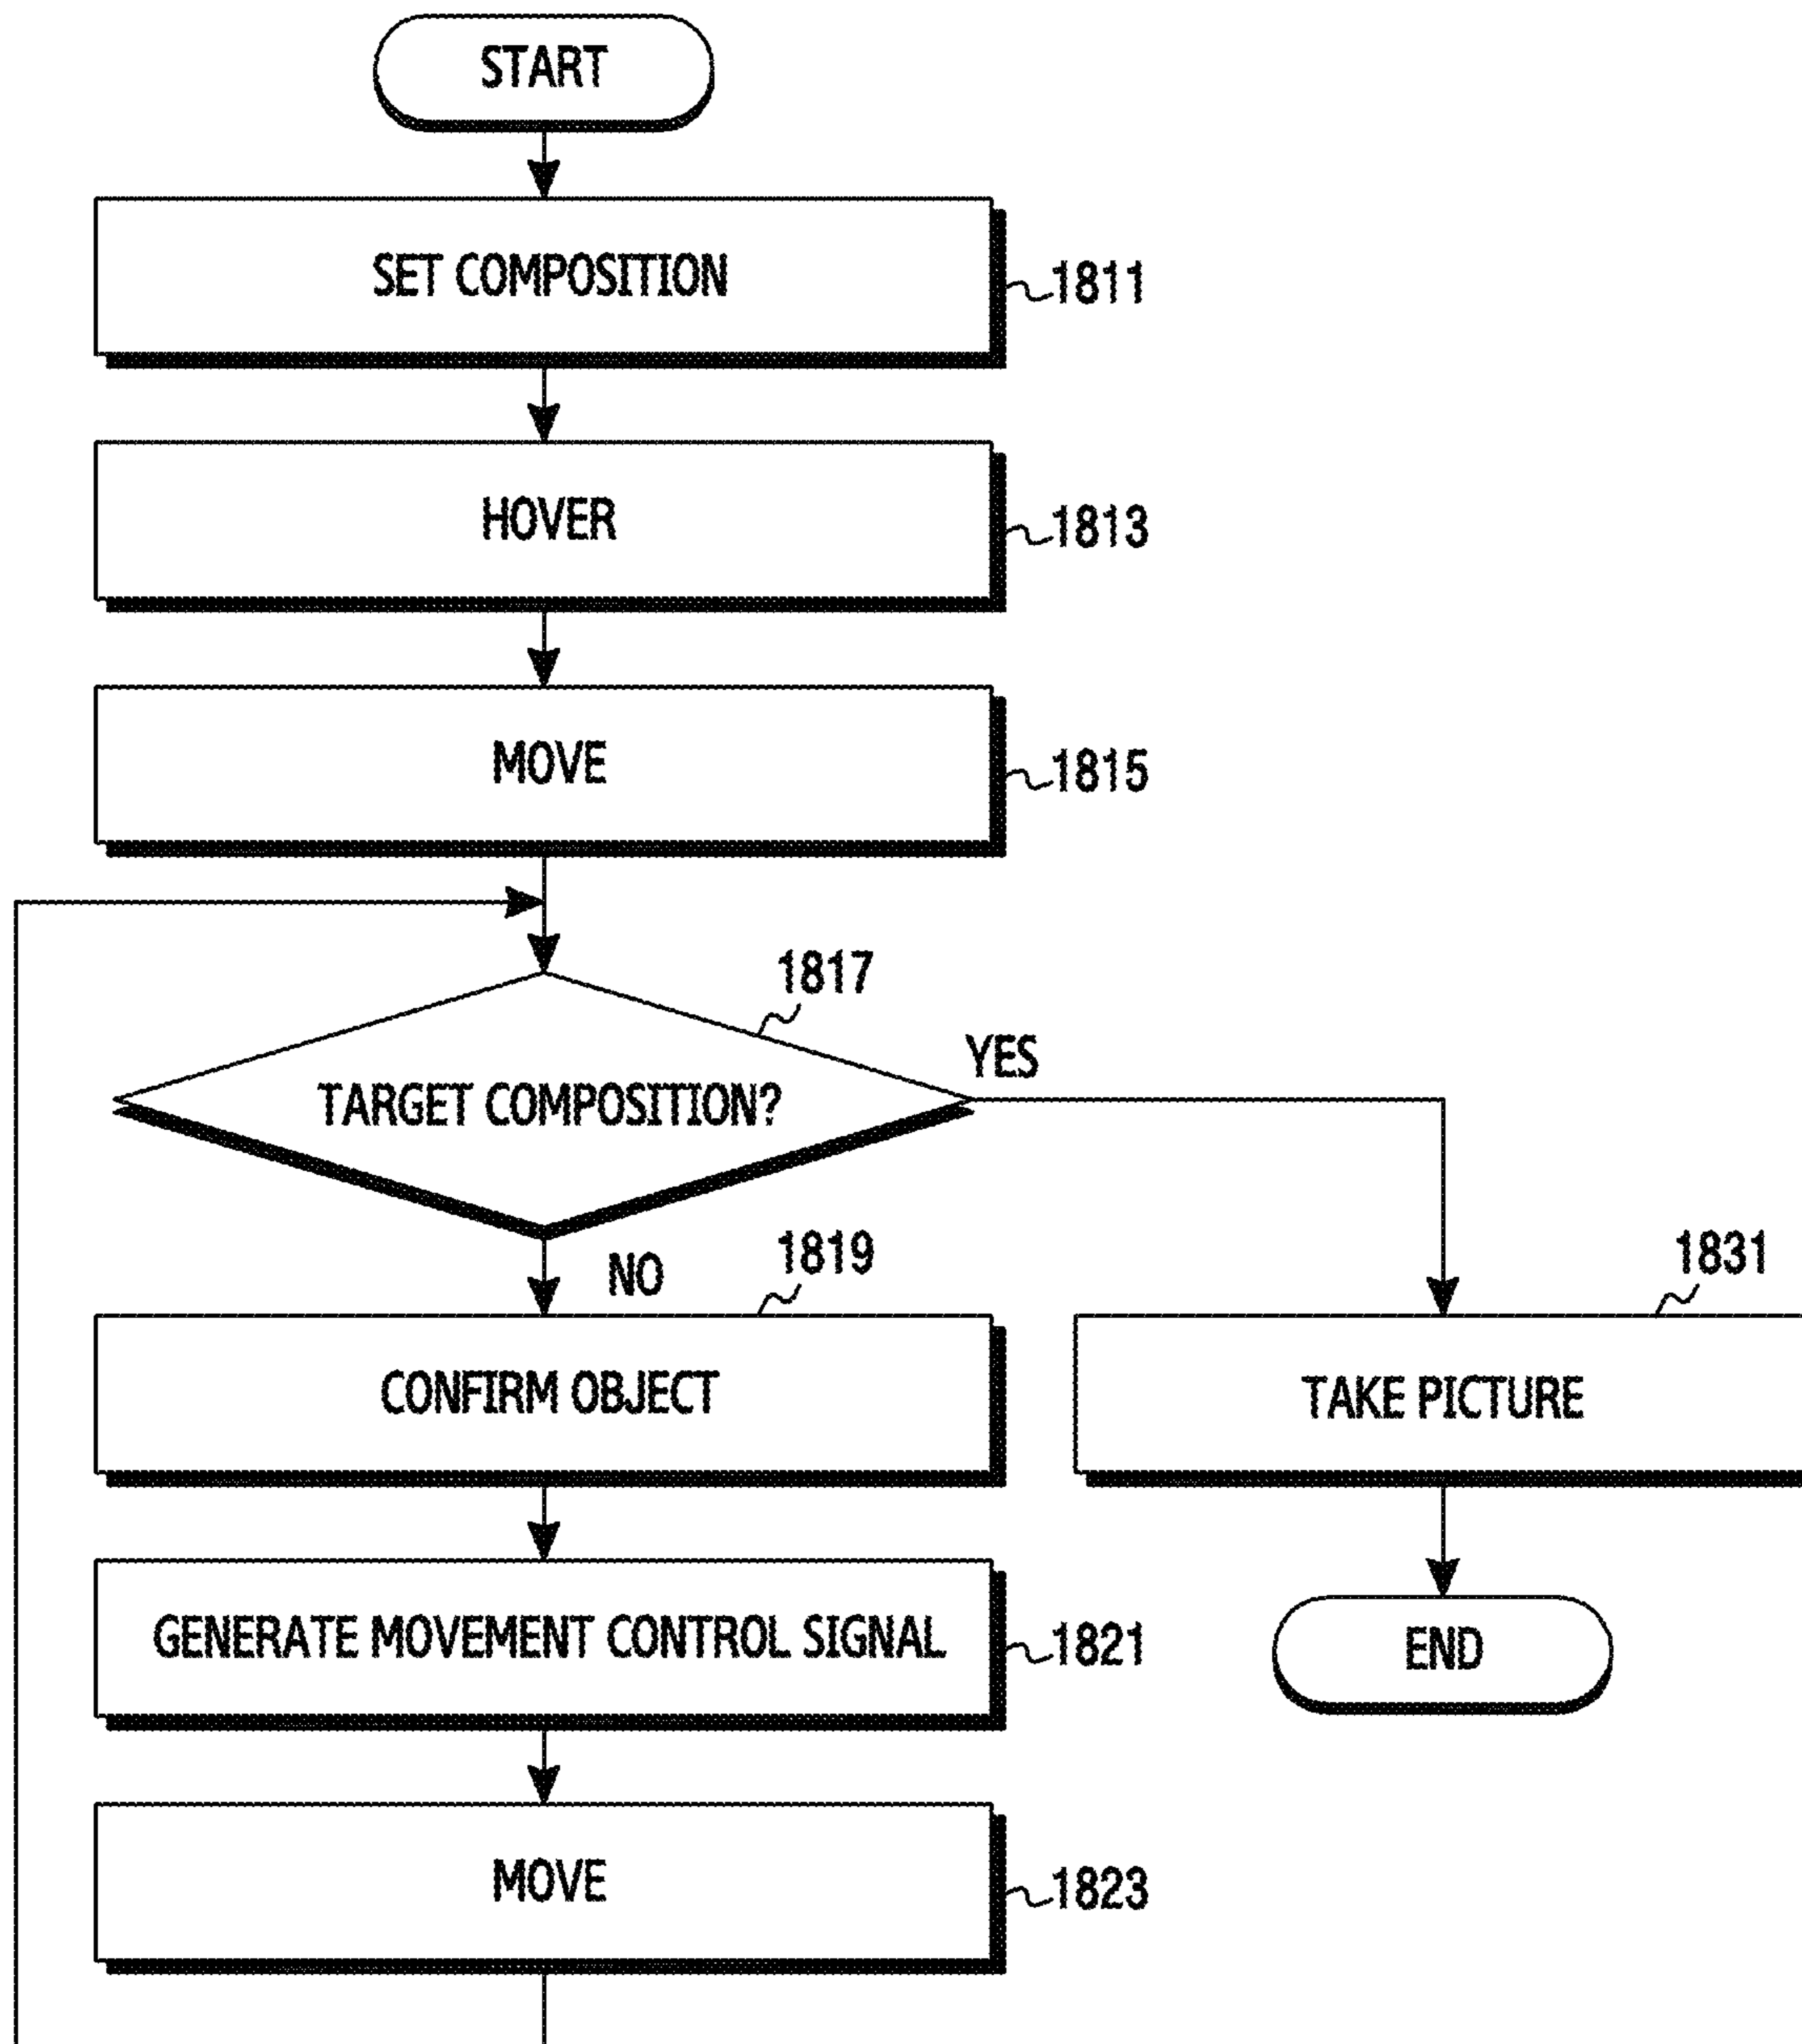 START
SET COMPOSITION
1811
HOVER
1813
MOVE
1815
1817
TARGET COMPOSITION?
YES
NO
1819
CONFIRM OBJECT
1831
TAKE PICTURE
GENERATE MOVEMENT CONTROL SIGNAL
1821
END
MOVE
1823